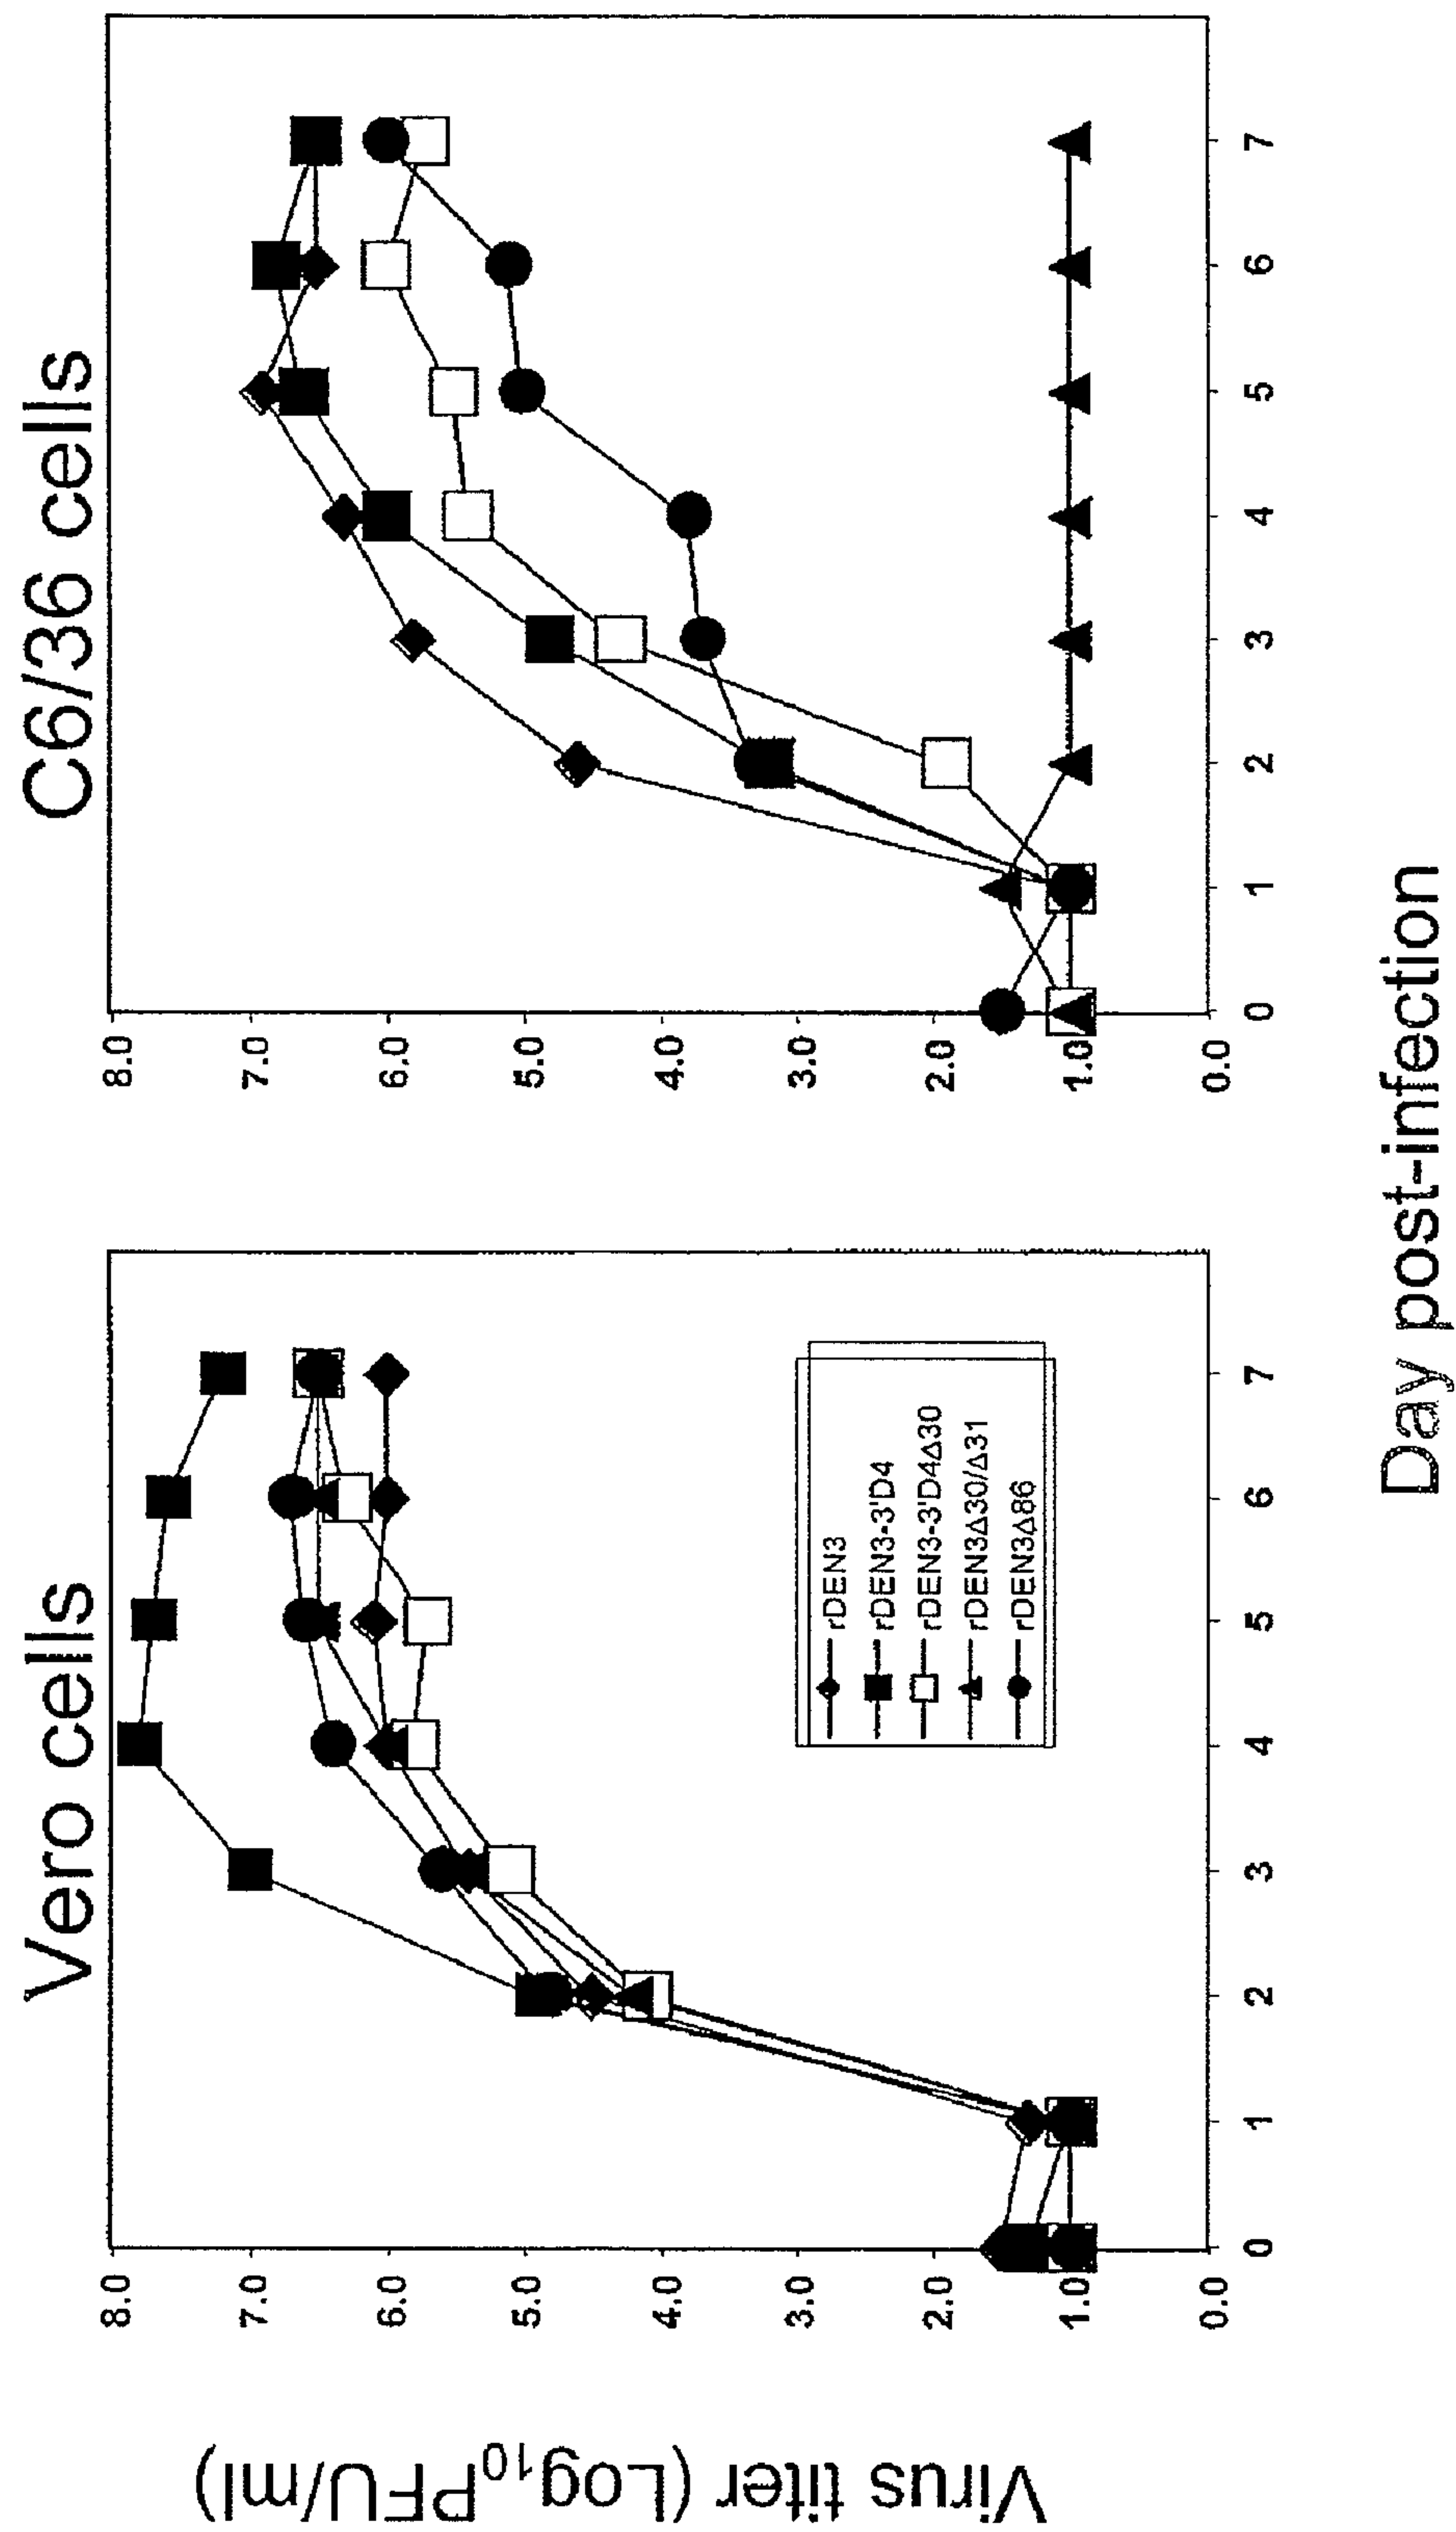 Vero cells
C6/36 cells
Virus titer (Log10PFU/ml)
8.0
7.0
6.0
5.0
4.0
3.0
2.0
1.0
0.0
0 1 2 3 4 5 6 7
rDEN3
rDEN3-3'D4
rDEN3-3'D4Δ30
rDEN3Δ30/Δ31
rDEN3Δ86
8.0
7.0
6.0
5.0
4.0
3.0
2.0
1.0
0.0
0 1 2 3 4 5 6 7
Day post-infection